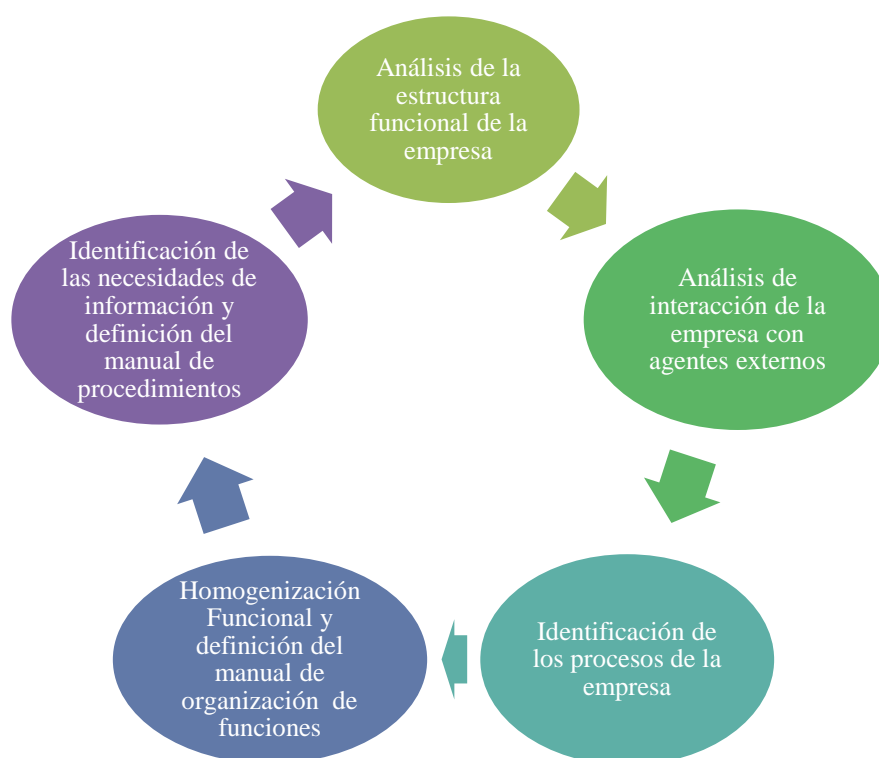 Análisis de la
estructura
funcional de la
empresa
Análisis de
interacción de la
empresa con
agentes externos
Identificación de
los procesos de la
empresa
Homogenización
Funcional y
definición del
manual de
organización de
funciones
Identificación de
las necesidades de
información y
definición del
manual de
procedimientos